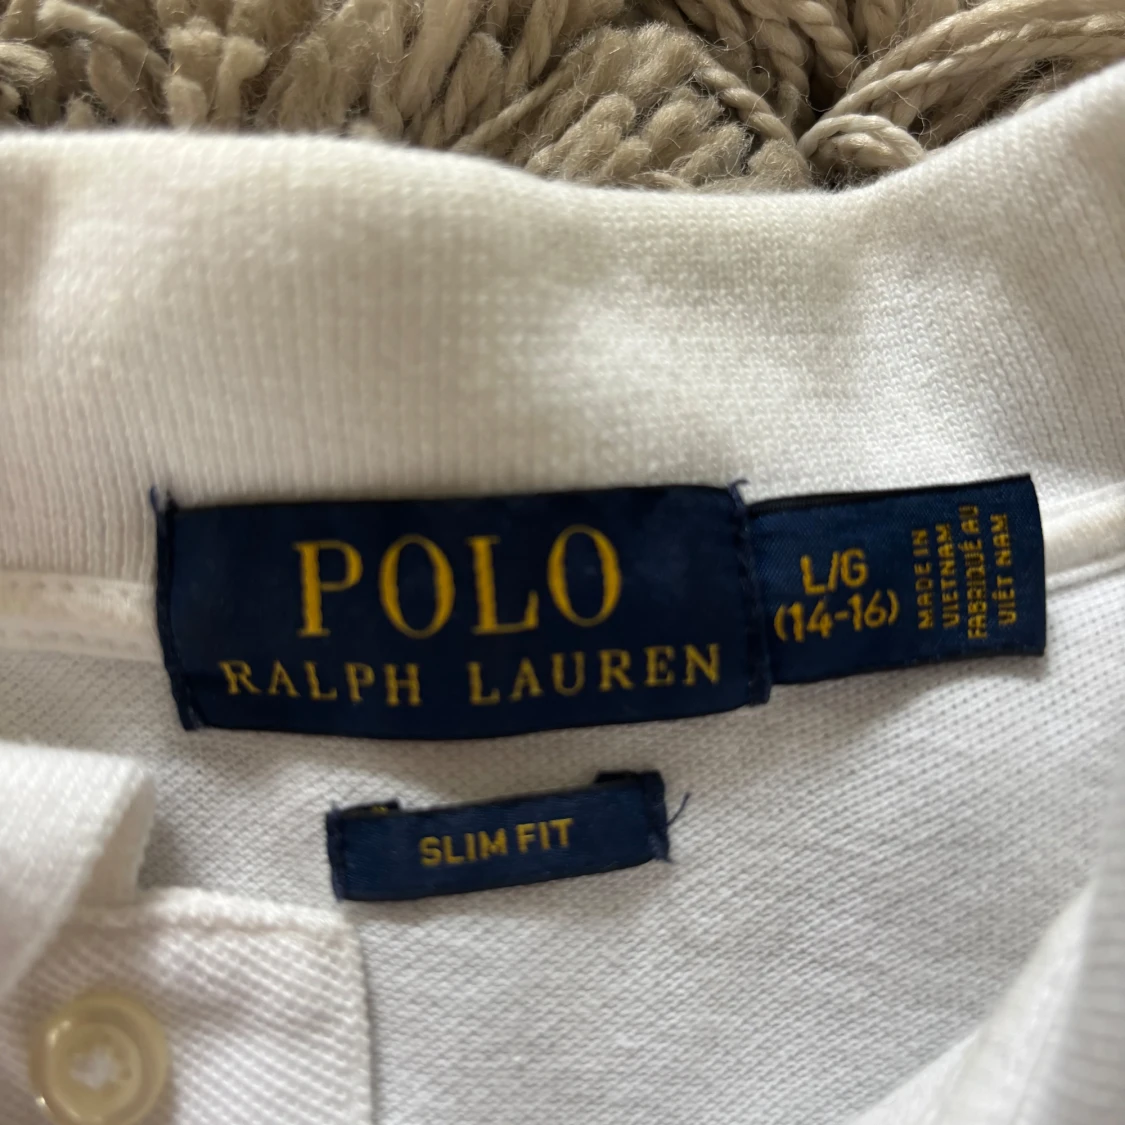 POLO
RALPH LAUREN
L/G
(14-16)
MADE IN
VIETNAM
FABRIQUÉ AU
VIÊT NAM
SLIM FIT